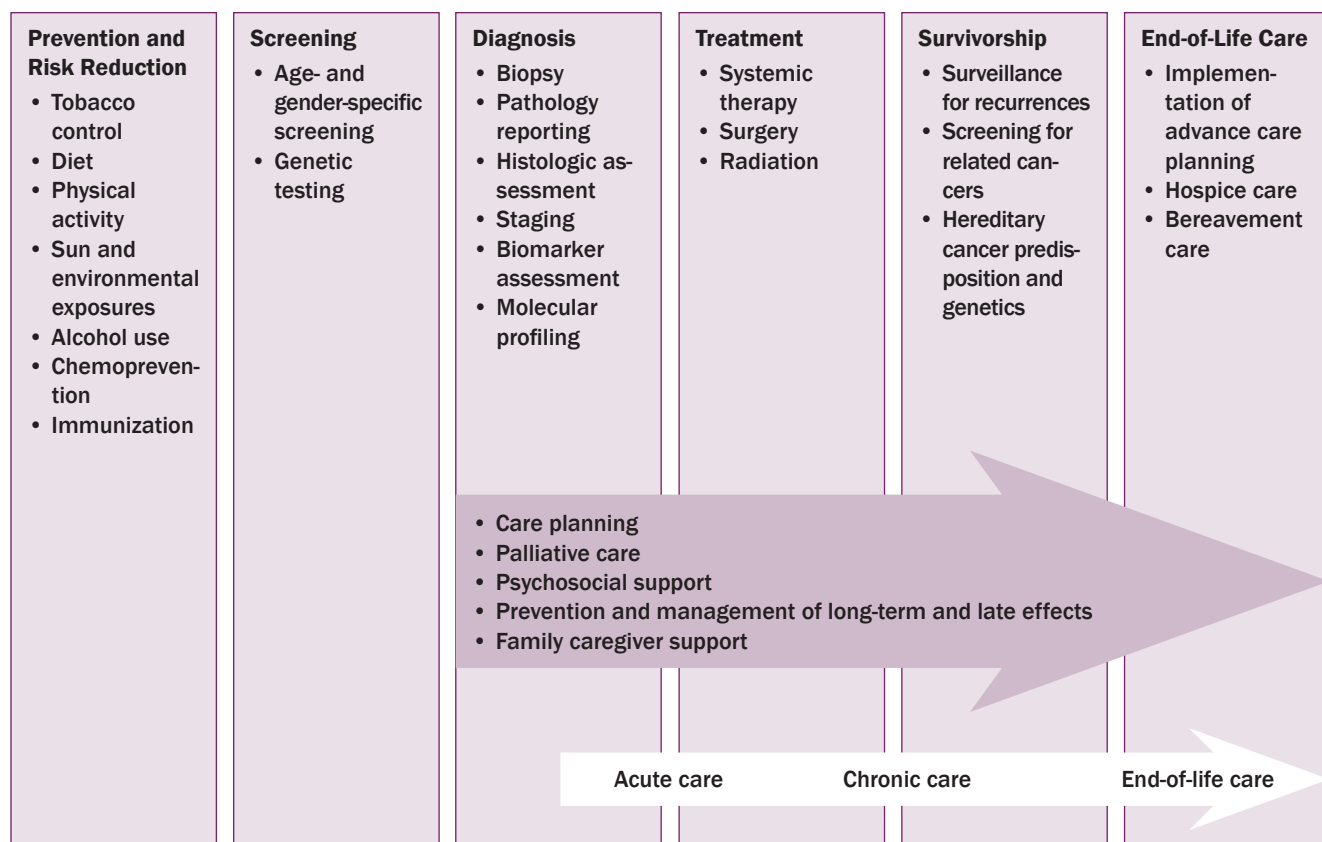 Prevention and
Risk Reduction
• Tobacco
control
• Diet
• Physical
activity
• Sun and
environmental
exposures
• Alcohol use
• Chemopreven-
tion
• Immunization
Screening
• Age- and
gender-specific
screening
• Genetic
testing
Diagnosis
• Biopsy
• Pathology
reporting
• Histologic as-
sessment
• Staging
• Biomarker
assessment
• Molecular
profiling
Treatment
• Systemic
therapy
• Surgery
• Radiation
Survivorship
• Surveillance
for recurrences
• Screening for
related can-
cers
• Hereditary
cancer predis-
position and
genetics
End-of-Life Care
• Implemen-
tation of
advance care
planning
• Hospice care
• Bereavement
care
• Care planning
• Palliative care
• Psychosocial support
• Prevention and management of long-term and late effects
• Family caregiver support
Acute care
Chronic care
End-of-life care